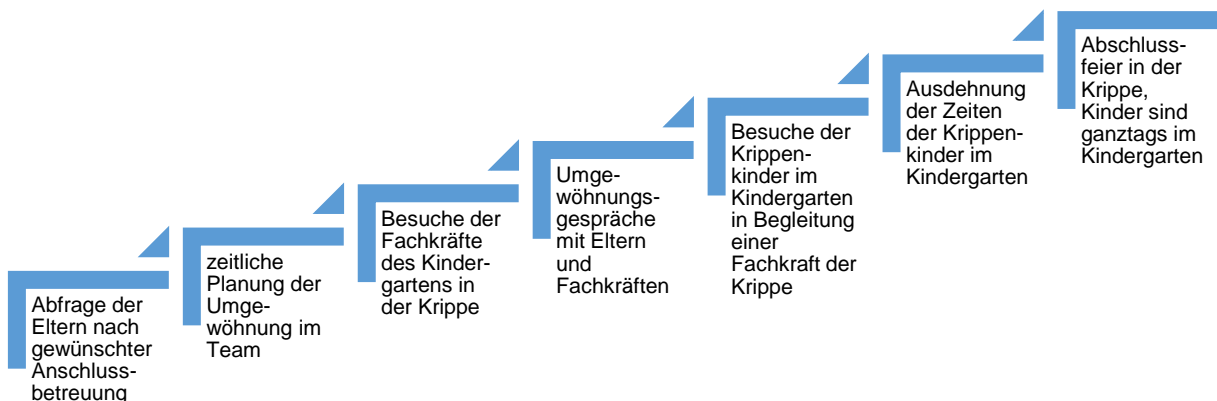 Abfrage der
Eltern nach
gewünschter
Anschluss-
betreuung
zeitliche
Planung der
Umge-
wöhnung im
Team
Besuche der
Fachkräfte
des Kinder-
gartens in
der Krippe
Umge-
wöhnungs-
gespräche
mit Eltern
und
Fachkräften
Besuche der
Krippen-
kinder im
Kindergarten
in Begleitung
einer
Fachkraft der
Krippe
Ausdehnung
der Zeiten
der Krippen-
kinder im
Kindergarten
Abschluss-
feier in der
Krippe,
Kinder sind
ganztags im
Kindergarten